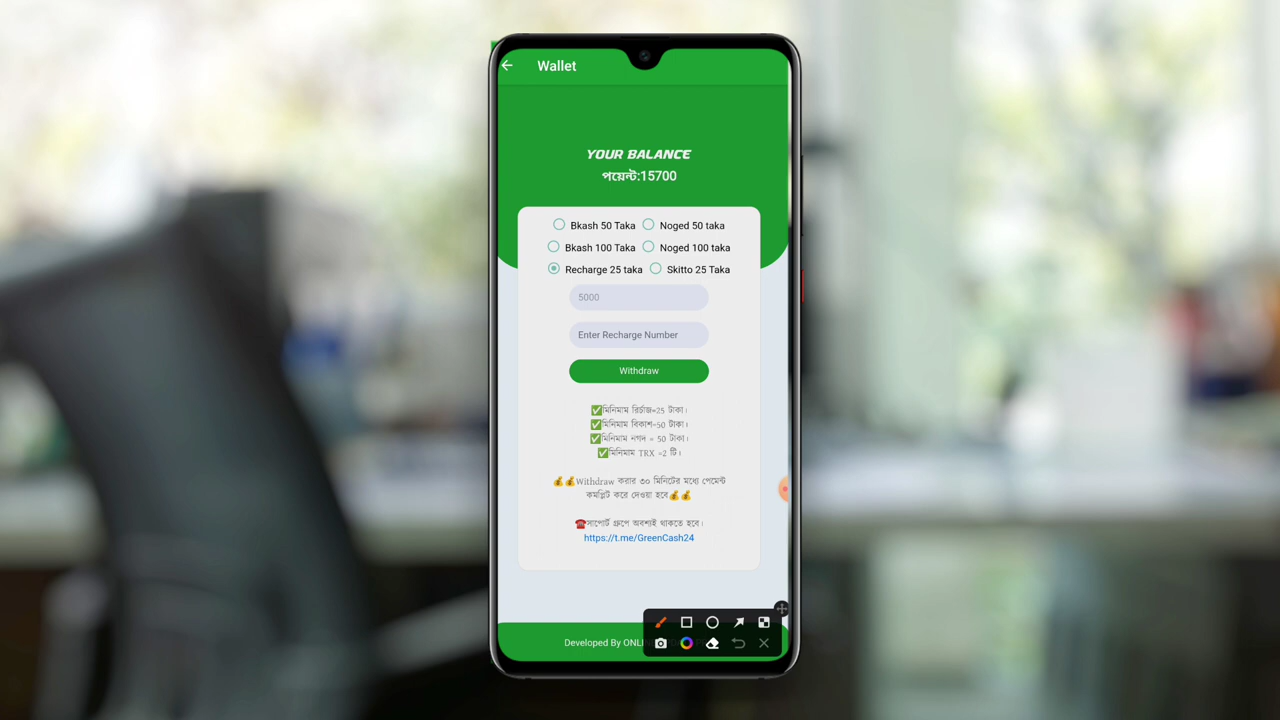 Wallet
YOUR BALANCE
পয়েন্ট:15700
Bkash 50 Taka Noged 50 taka
Bkash 100 Taka Noged 100 taka
Recharge 25 taka Skitto 25 Taka
5000
Enter Recharge Number
Withdraw
✅মিনিমাম রির্চাজ=25 টাকা।
✅মিনিমাম বিকাশ=50 টাকা।
✅মিনিমাম নগদ = 50 টাকা।
✅মিনিমাম TRX =2 টি।
💰💰Withdraw করার ৩০ মিনিটের মধ্যে পেমেন্ট
কমপ্লিট করে দেওয়া হবে💰💰
☎️সাপোর্ট গ্রুপে অবশ্যই থাকতে হবে।
https://t.me/GreenCash24
Developed By